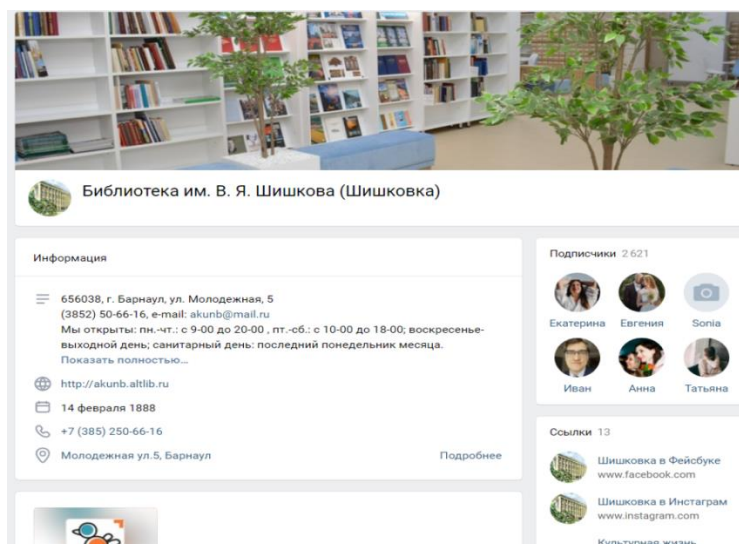 Библиотека им. В. Я. Шишкова (Шишковка)
Информация
656038, г. Барнаул, ул. Молодежная, 5
(3852) 50-66-16, e-mail: akunb@mail.ru
Мы открыты: пн.-чт.: с 9-00 до 20-00 , пт.-сб.: с 10-00 до 18-00; воскресенье-
выходной день; санитарный день: последний понедельник месяца.
Показать полностью...
http://akunb.altlib.ru
14 февраля 1888
+7 (385) 250-66-16
Молодежная ул.5, Барнаул
Подробнее
Подписчики 2 621
Екатерина Евгения Sonia
Иван Анна Татьяна
Ссылки 13
Шишковка в Фейсбуке
www.facebook.com
Шишковка в Инстаграм
www.instagram.com
Культурная жизнь